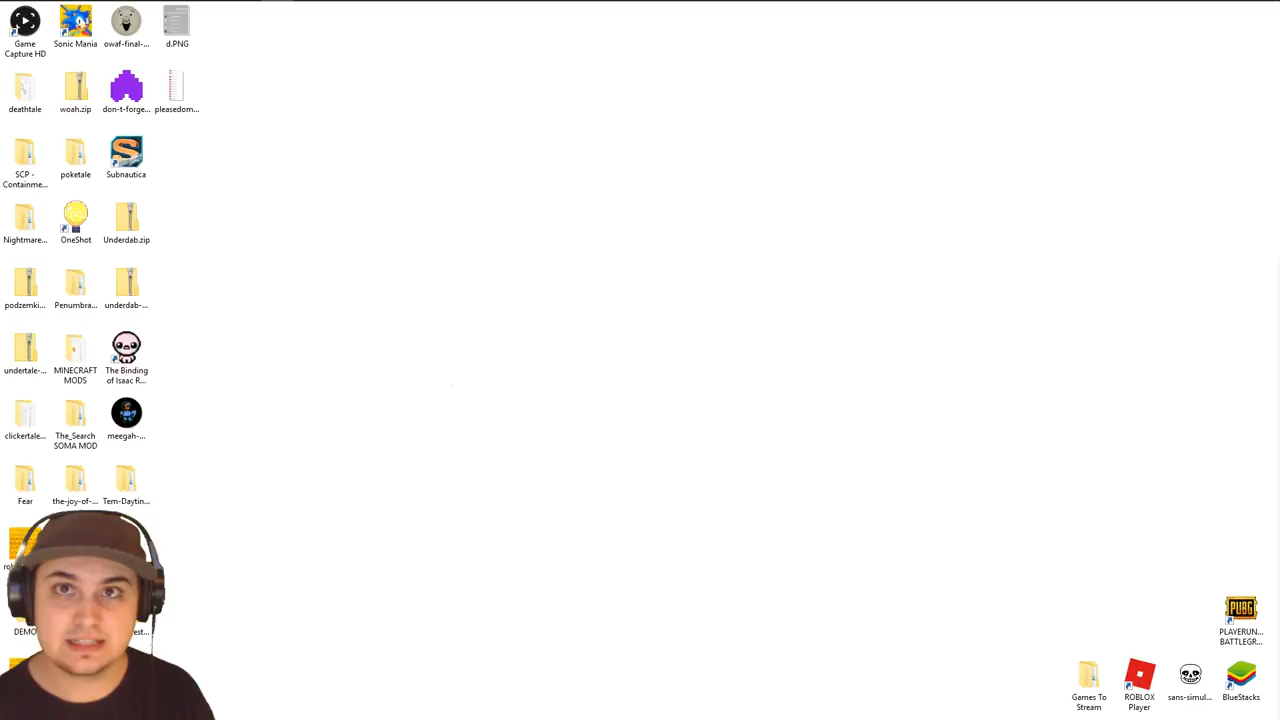 Game
Capture HD
Sonic Mania
owaf-final-...
d.PNG
deathtale
woah.zip
don-t-forge...
pleasedom...
SCP -
Containme...
poketale
Subnautica
Nightmare...
OneShot
Underdab.zip
podzemki...
Penumbra...
underdab-...
undertale-...
MINECRAFT
MODS
The Binding
of Isaac R...
clickertale...
The_Search
SOMA MOD
meegah-...
Fear
the-joy-of-...
Tem-Daytin...
DEMO
PUBG
PLAYERUN...
BATTLEGR...
Games To
Stream
ROBLOX
Player
sans-simul...
BlueStacks